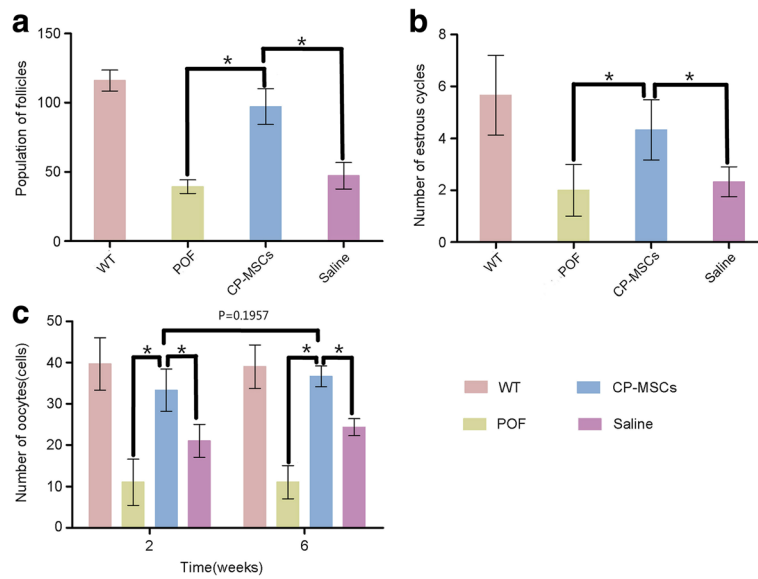 a
Population of follicles
150
100
50
0
*
*
WT
POF
CP-MSCs
Saline
b
Number of estrous cycles
8
6
4
2
0
*
*
WT
POF
CP-MSCs
Saline
c
Number of oocytes(cells)
50
40
30
20
10
0
P=0.1957
*
*
*
*
2
6
Time(weeks)
WT
CP-MSCs
POF
Saline